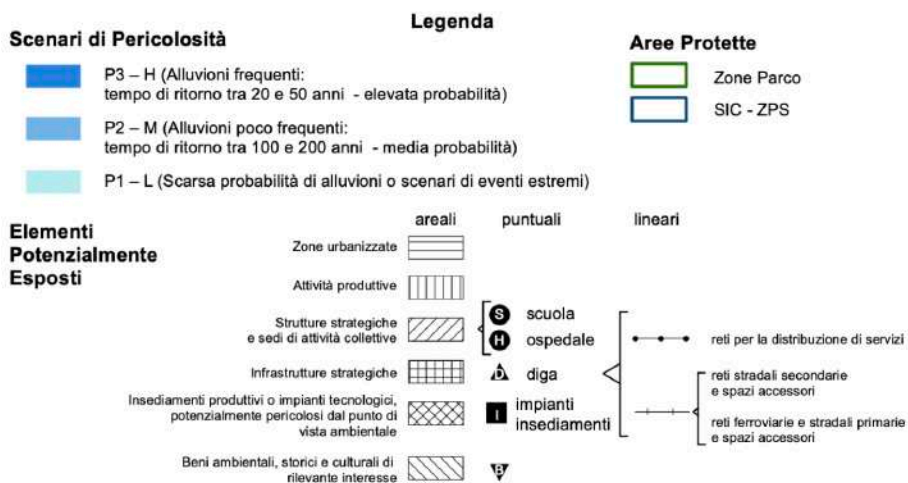 Legenda
Scenari di Pericolosità
P3 – H (Alluvioni frequenti:
tempo di ritorno tra 20 e 50 anni - elevata probabilità)
P2 – M (Alluvioni poco frequenti:
tempo di ritorno tra 100 e 200 anni - media probabilità)
P1 – L (Scarsa probabilità di alluvioni o scenari di eventi estremi)
Aree Protette
Zone Parco
SIC - ZPS
Elementi
Potenzialmente
Esposti
areali
puntuali
lineari
Zone urbanizzate
Attività produttive
Strutture strategiche
e sedi di attività collettive
S scuola
H ospedale
Infrastrutture strategiche
D diga
Insediamenti produttivi o impianti tecnologici,
potenzialmente pericolosi dal punto di
vista ambientale
I impianti
insediamenti
Beni ambientali, storici e culturali di
rilevante interesse
B
reti per la distribuzione di servizi
reti stradali secondarie
e spazi accessori
reti ferroviarie e stradali primarie
e spazi accessori